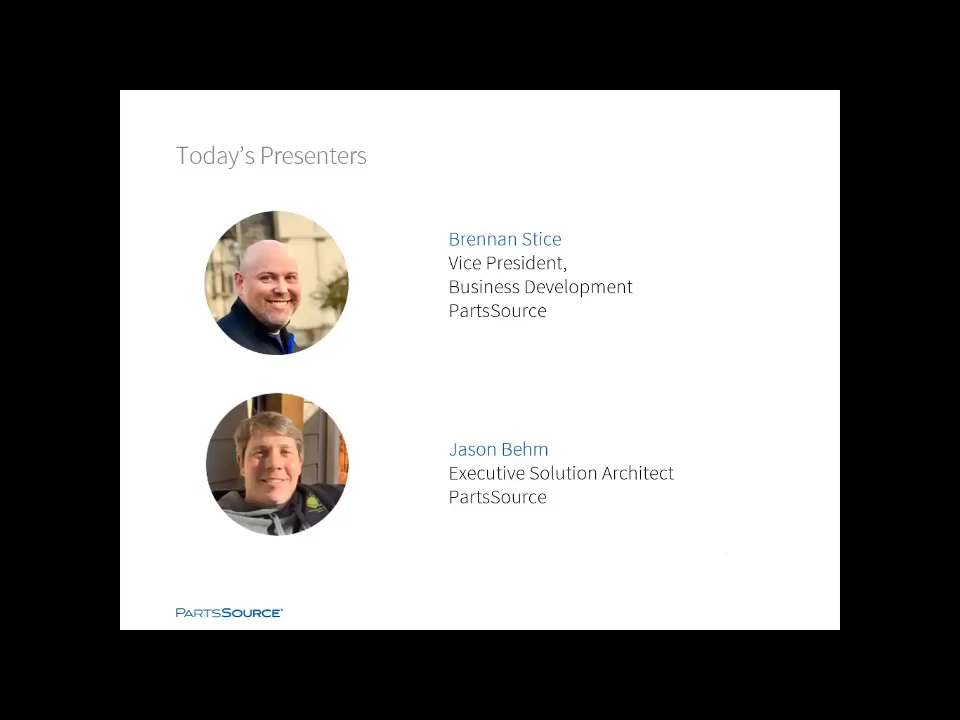 Today’s Presenters
Brennan Stice
Vice President,
Business Development
PartsSource
Jason Behm
Executive Solution Architect
PartsSource
PARTSSOURCE